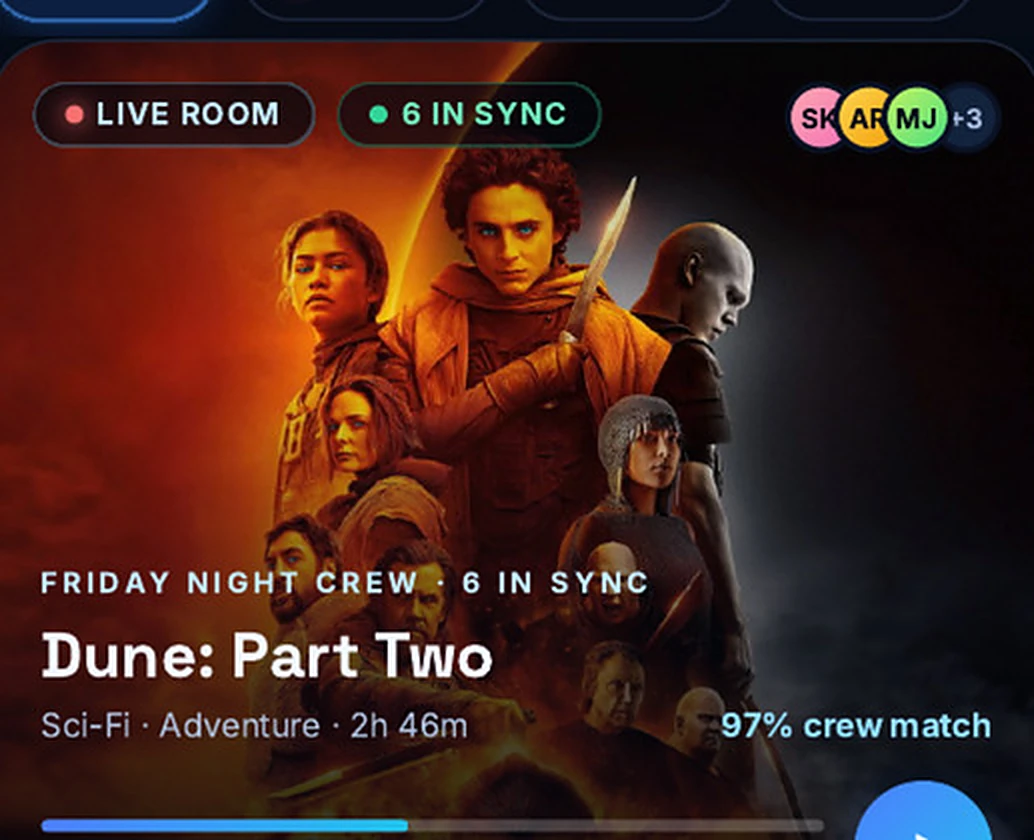 LIVE ROOM
6 IN SYNC
SK AR MJ +3
FRIDAY NIGHT CREW · 6 IN SYNC
Dune: Part Two
Sci-Fi · Adventure · 2h 46m
97% crew match